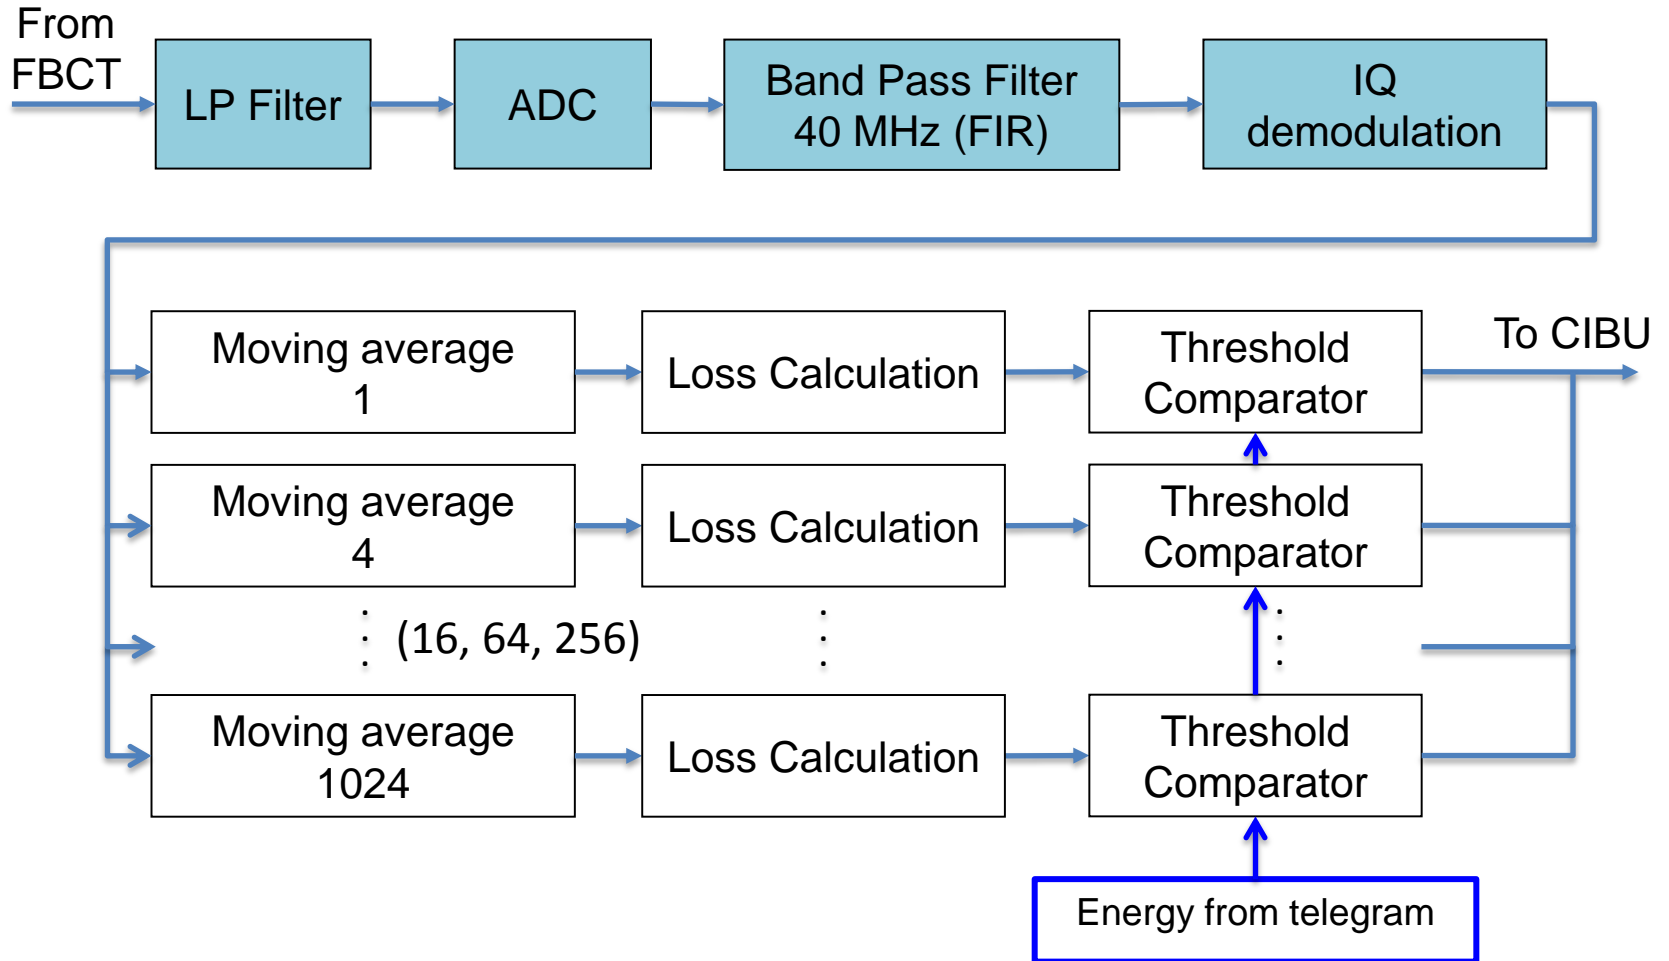 From
FBCT
LP Filter
ADC
Band Pass Filter
40 MHz (FIR)
IQ
demodulation
Moving average
1
Loss Calculation
Threshold
Comparator
To CIBU
Moving average
4
Loss Calculation
Threshold
Comparator
(16, 64, 256)
Moving average
1024
Loss Calculation
Threshold
Comparator
Energy from telegram